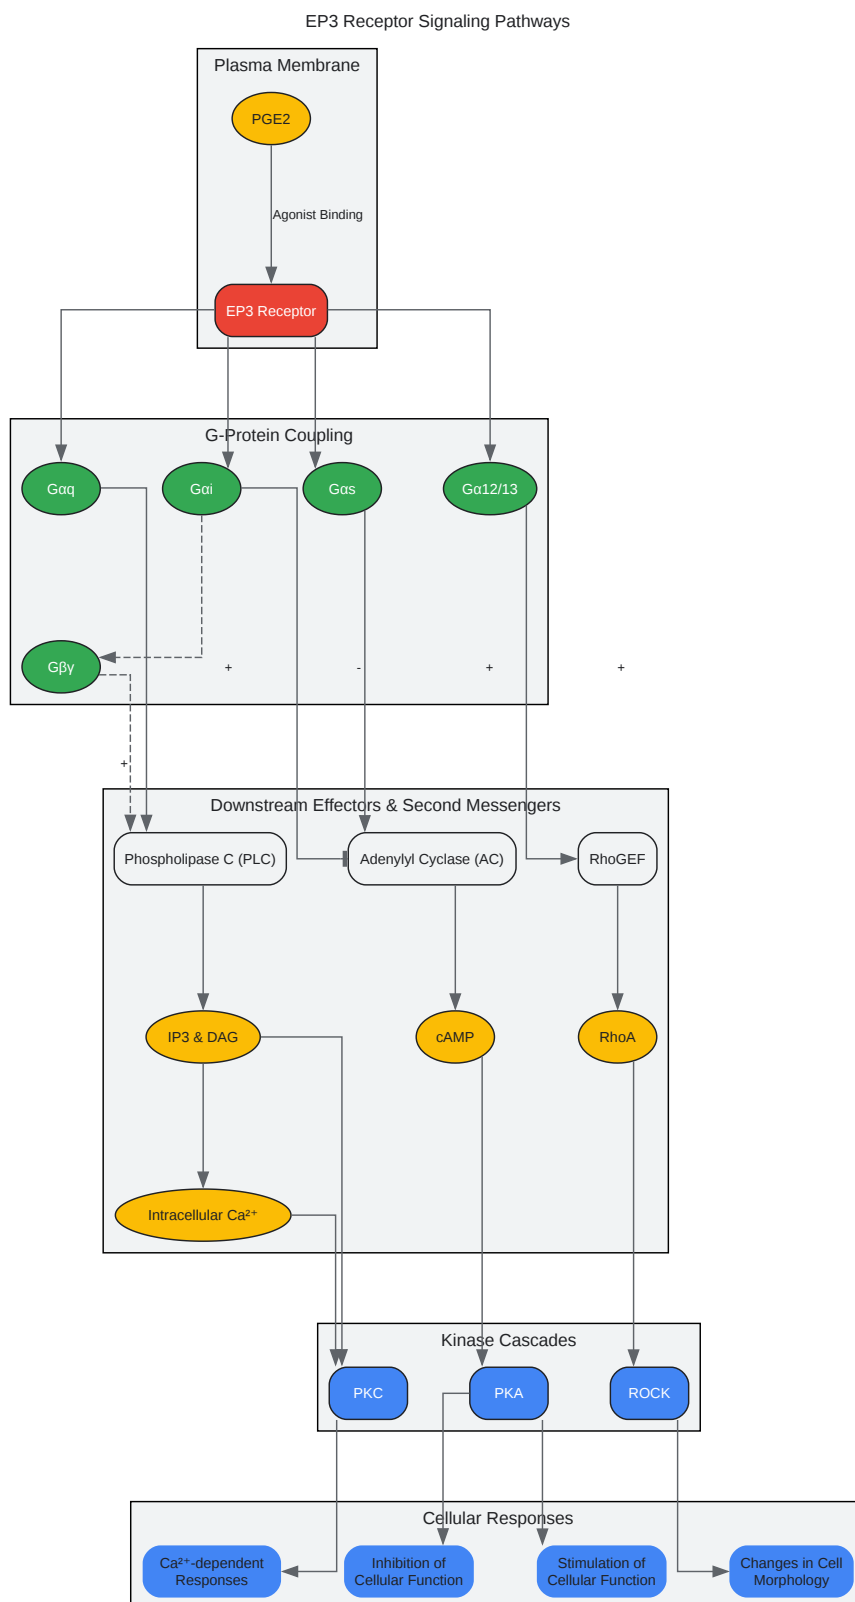 EP3 Receptor Signaling Pathways
Plasma Membrane
PGE2
Agonist Binding
EP3 Receptor
G-Protein Coupling
Gαq
Gαi
Gαs
Gα12/13
Gβγ
+
-
+
+
+
Downstream Effectors & Second Messengers
Phospholipase C (PLC)
Adenylyl Cyclase (AC)
RhoGEF
IP3 & DAG
cAMP
RhoA
Intracellular Ca²⁺
Kinase Cascades
PKC
PKA
ROCK
Cellular Responses
Ca²⁺-dependent
Responses
Inhibition of
Cellular Function
Stimulation of
Cellular Function
Changes in Cell
Morphology